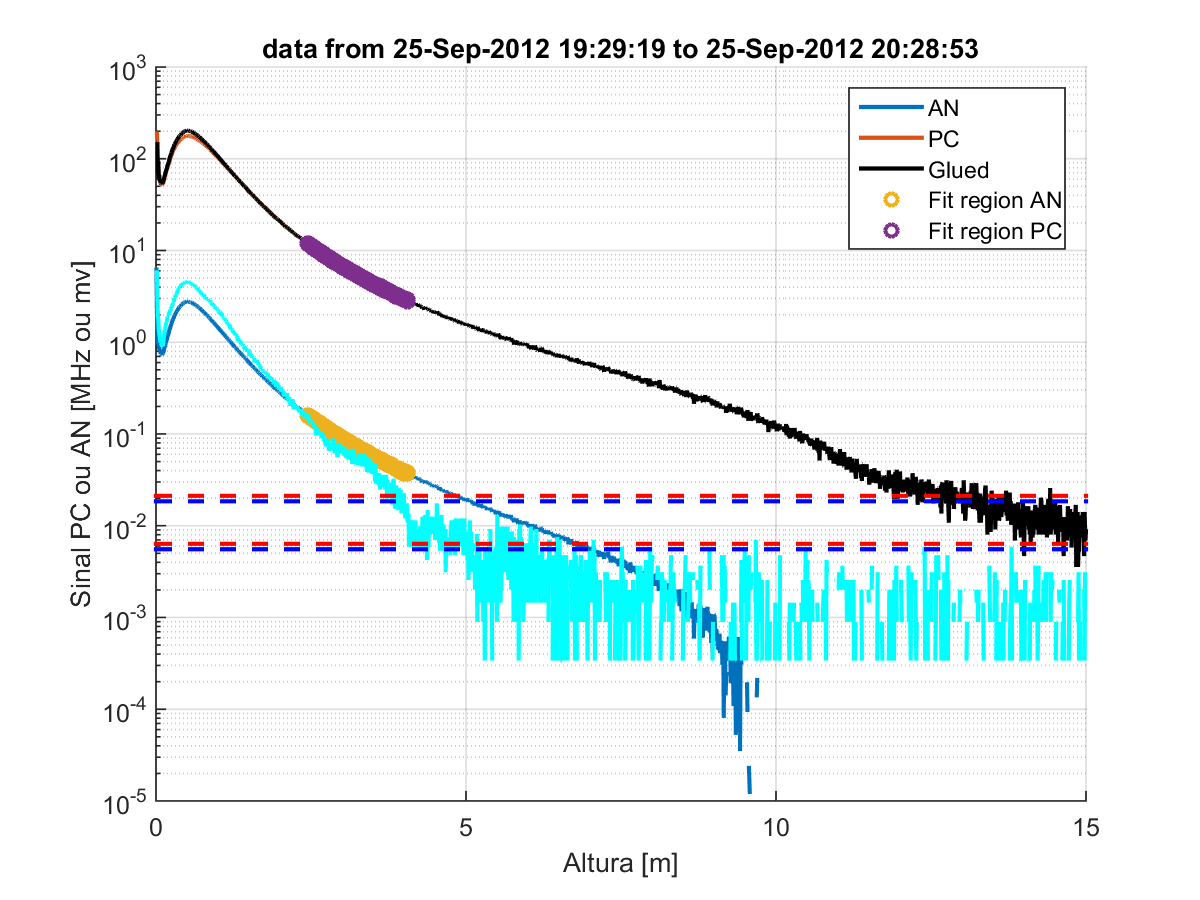 data from 25-Sep-2012 19:29:19 to 25-Sep-2012 20:28:53
10^3
10^2
10^1
10^0
10^-1
10^-2
10^-3
10^-4
10^-5
Sinal PC ou AN [MHz ou mv]
AN
PC
Glued
Fit region AN
Fit region PC
0 5 10 15
Altura [m]